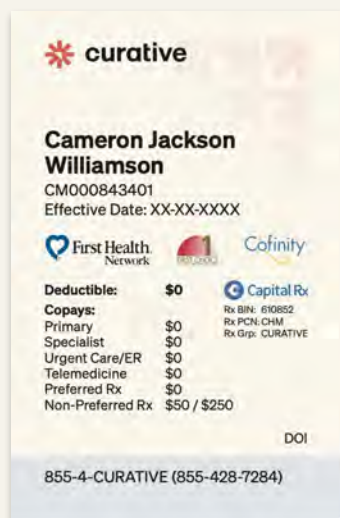 curative
Cameron Jackson
Williamson
CM000843401
Effective Date: XX-XX-XXXX
First Health
Network
1
Cofinity
Deductible: $0
Capital Rx
Copays:
Primary $0
Specialist $0
Urgent Care/ER $0
Telemedicine $0
Preferred Rx $0
Non-Preferred Rx $50 / $250
Rx BIN: 610852
Rx PCN: CHM
Rx Grp: CURATIVE
DOI
855-4-CURATIVE (855-428-7284)